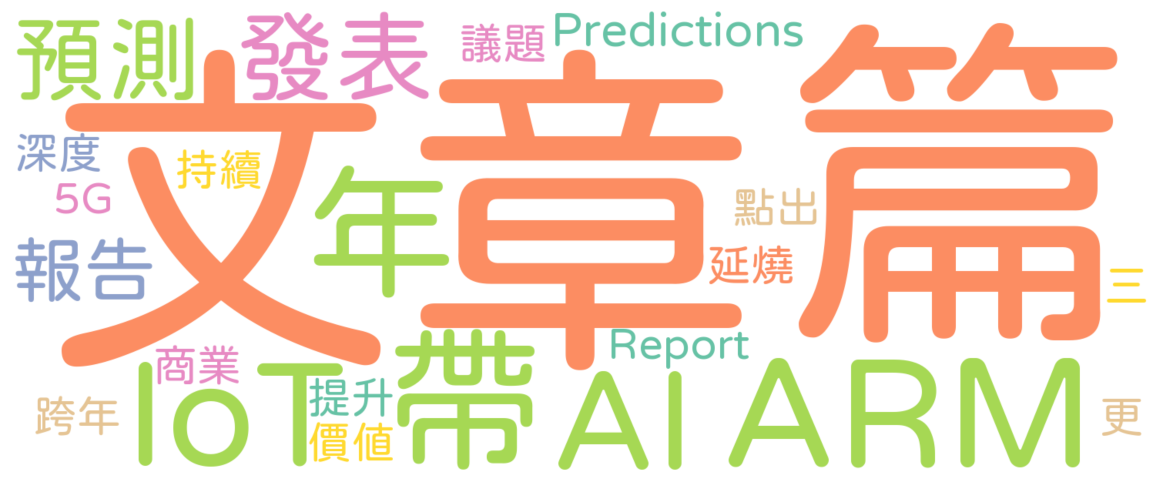 預測
發表
議題
Predictions
文章篇
深度
持續
5G
年
點出
報告
延燒
三
Report
商業
IoT
提升
帶
AI
ARM
跨年
價值
更